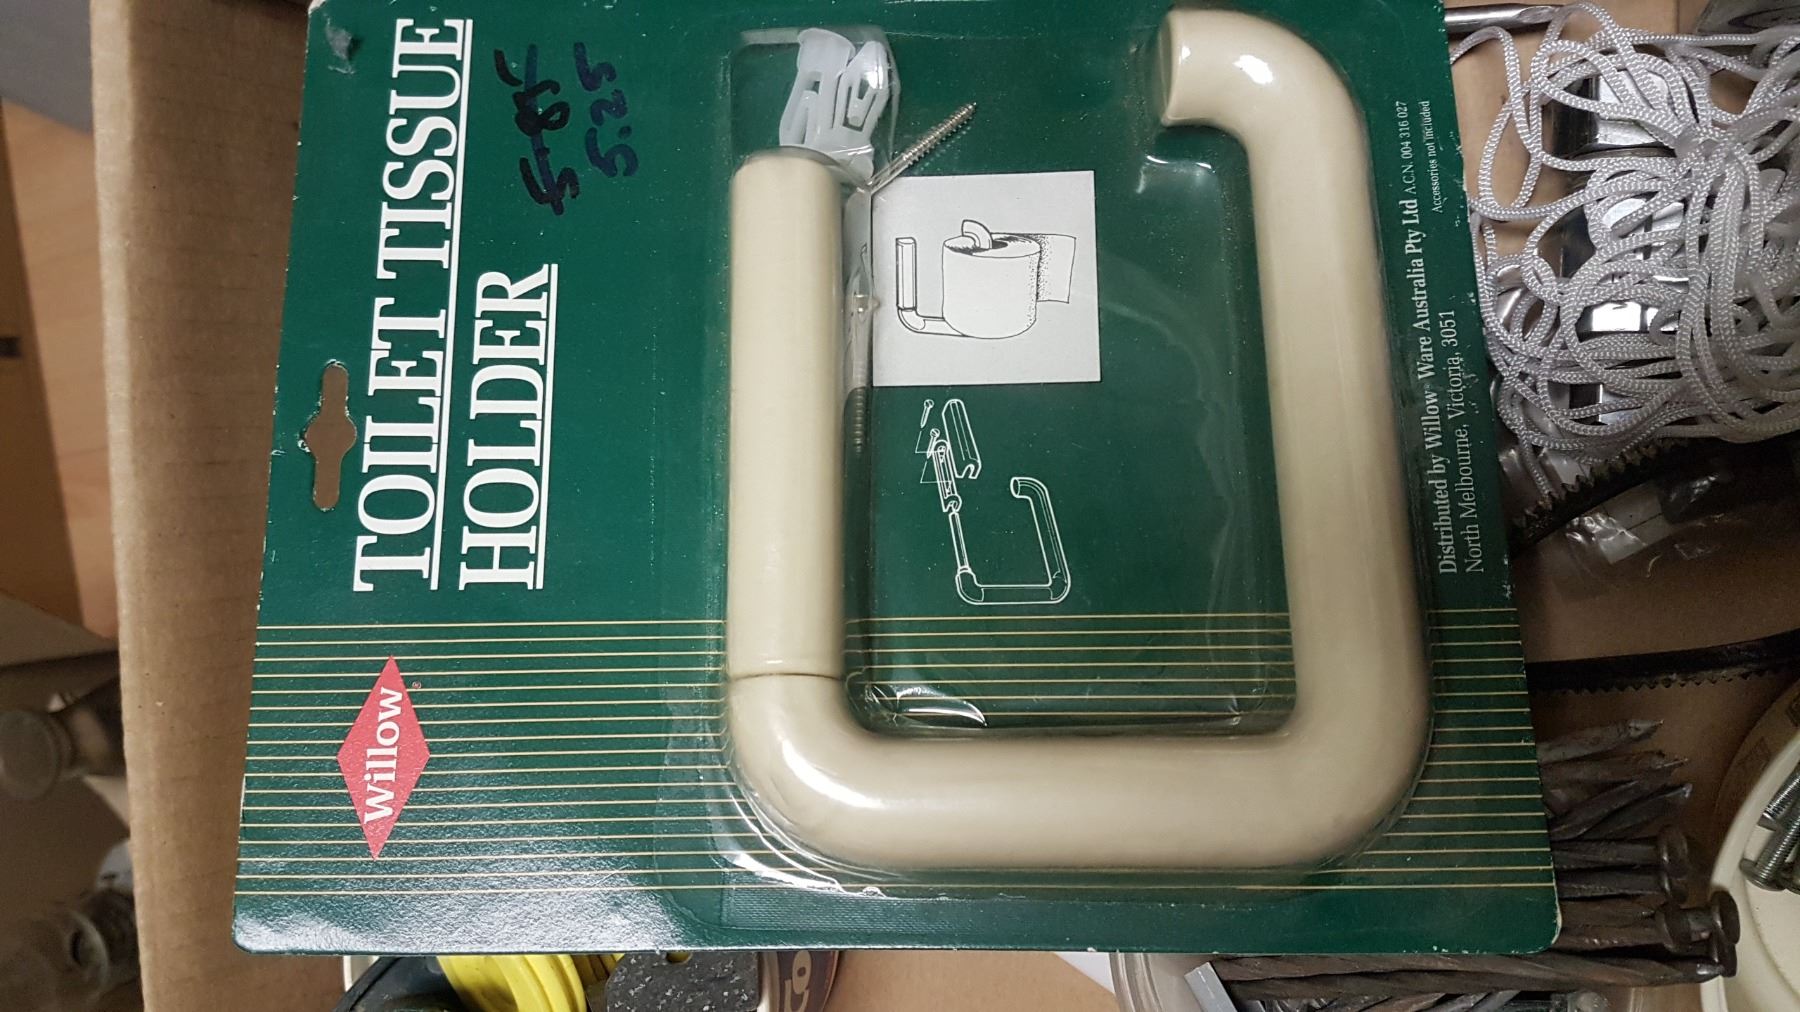 TOILET TISSUE
HOLDER
5.25
Willow®
Distributed by Willow® Ware Australia Pty Ltd A.C.N. 004 316 027
North Melbourne, Victoria, 3051
Accessories not included